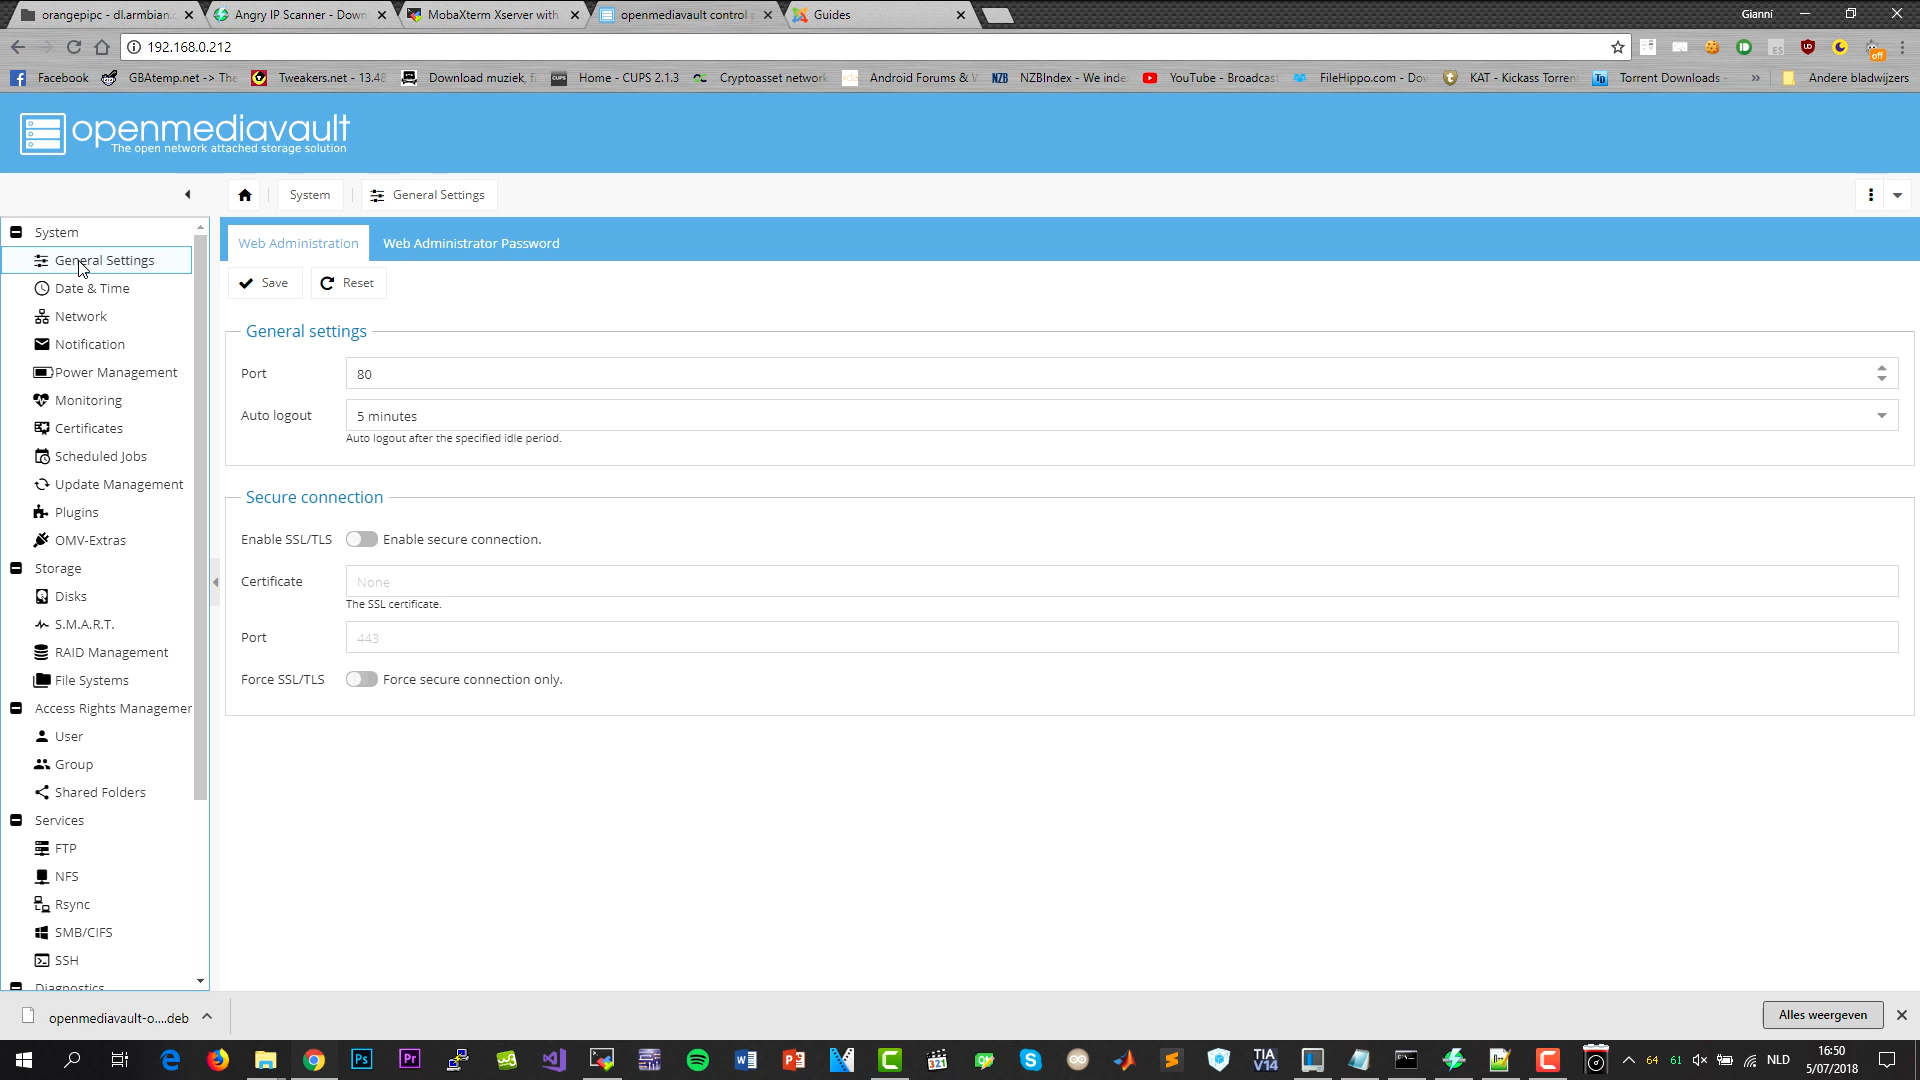 orangepipc - dl.armbian.
Angry IP Scanner - Down
MobaXterm Xserver with
openmediavault control
Guides
Gianni
192.168.0.212
Facebook
GBAtemp.net -> The
Tweakers.net - 13.48
Download muziek, f
Home - CUPS 2.1.3
Cryptoasset network
Android Forums &
NZBIndex - We inde
YouTube - Broadcas
FileHippo.com - Do
KAT - Kickass Torren
Torrent Downloads -
»
Andere bladwijzers
openmediavault
The open network attached storage solution
System
General Settings
System
General Settings
Date & Time
Network
Notification
Power Management
Monitoring
Certificates
Scheduled Jobs
Update Management
Plugins
OMV-Extras
Storage
Disks
S.M.A.R.T.
RAID Management
File Systems
Access Rights Managemen
User
Group
Shared Folders
Services
FTP
NFS
Rsync
SMB/CIFS
SSH
Diagnostics
Web Administration
Web Administrator Password
Save
Reset
General settings
Port
80
Auto logout
5 minutes
Auto logout after the specified idle period.
Secure connection
Enable SSL/TLS
Enable secure connection.
Certificate
None
The SSL certificate.
Port
443
Force SSL/TLS
Force secure connection only.
openmediavault-o....deb
Alles weergeven
64
61
NLD
16:50
5/07/2018